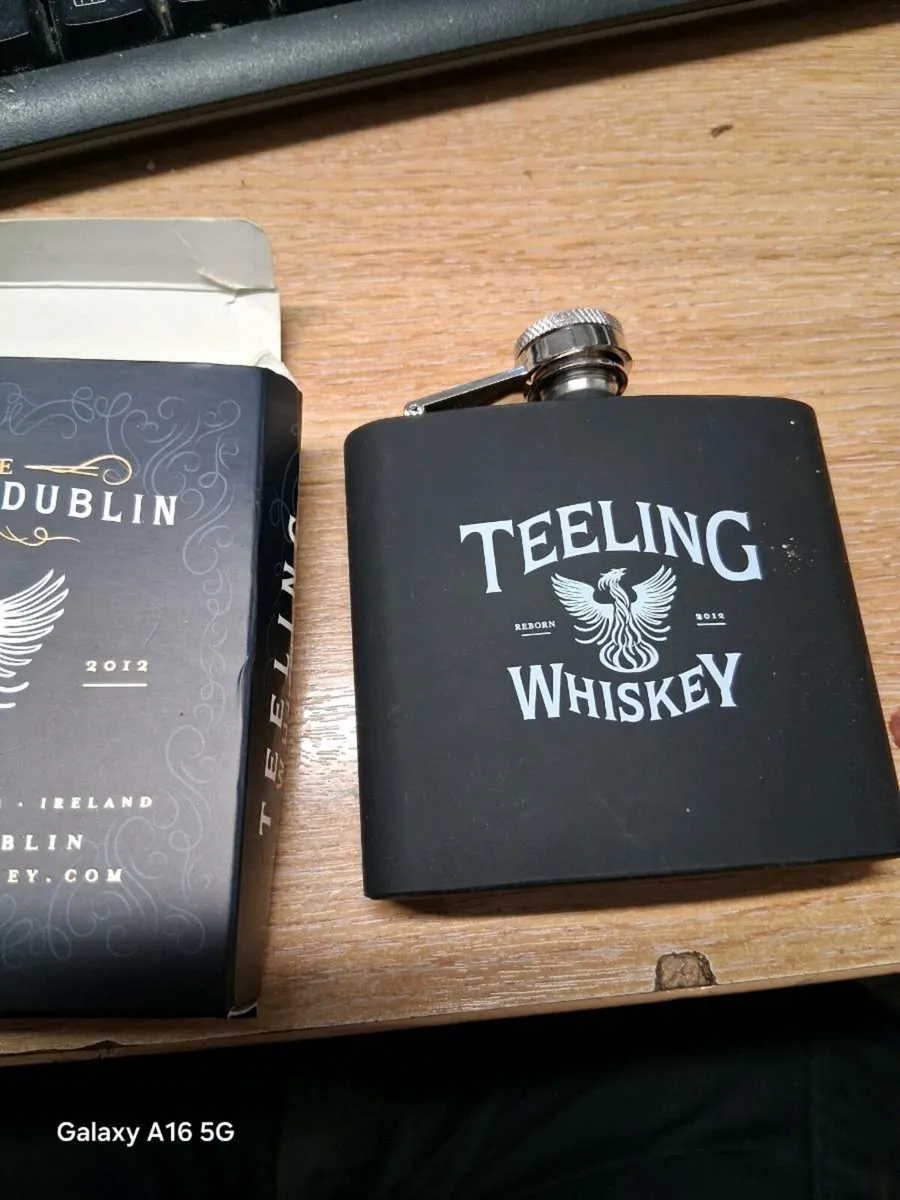 E
DUBLIN
2012
· IRELAND
BLIN
EY.COM
TEELING
TEELING
REBORN
2012
WHISKEY
Galaxy A16 5G